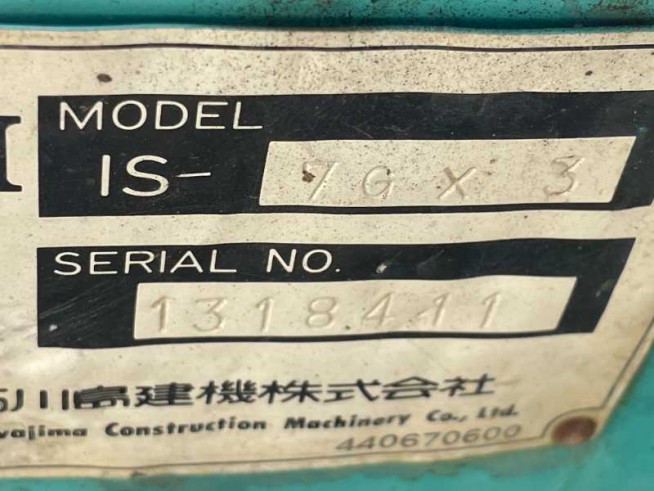 MODEL
IS- 7GX3
SERIAL NO.
1318411
川島建機株式会社
wajima Construction Machinery Co., Ltd.
440670600